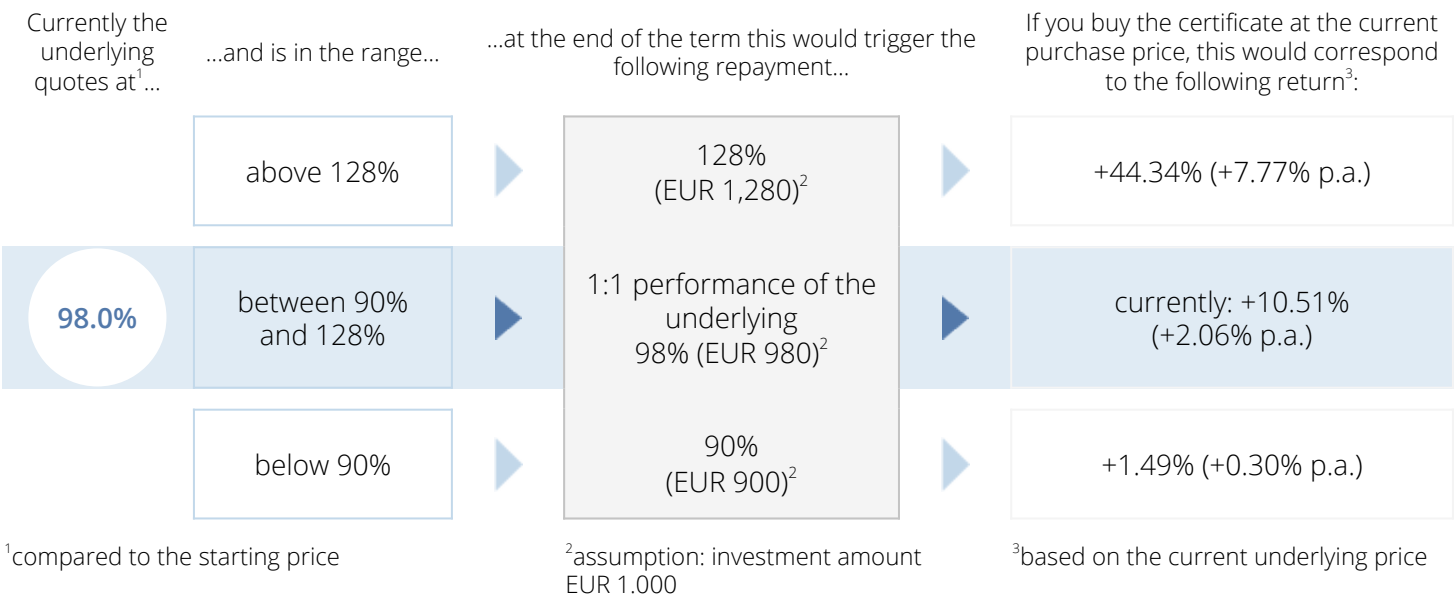 Currently the
underlying
quotes at¹...
...and is in the range...
...at the end of the term this would trigger the
following repayment...
If you buy the certificate at the current
purchase price, this would correspond
to the following return³:
above 128%
128%
(EUR 1,280)²
+44.34% (+7.77% p.a.)
98.0%
between 90%
and 128%
1:1 performance of the
underlying
98% (EUR 980)²
currently: +10.51%
(+2.06% p.a.)
below 90%
90%
(EUR 900)²
+1.49% (+0.30% p.a.)
¹compared to the starting price
²assumption: investment amount
EUR 1.000
³based on the current underlying price